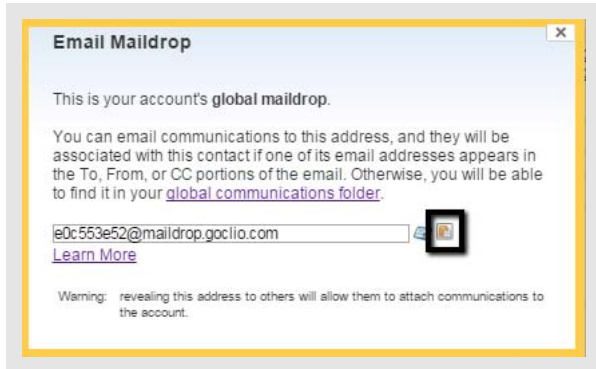 Email Maildrop
This is your account's global maildrop.
You can email communications to this address, and they will be
associated with this contact if one of its email addresses appears in
the To, From, or CC portions of the email. Otherwise, you will be able
to find it in your global communications folder.
e0c553e52@maildrop.goclio.com
Learn More
Warning: revealing this address to others will allow them to attach communications to
the account.